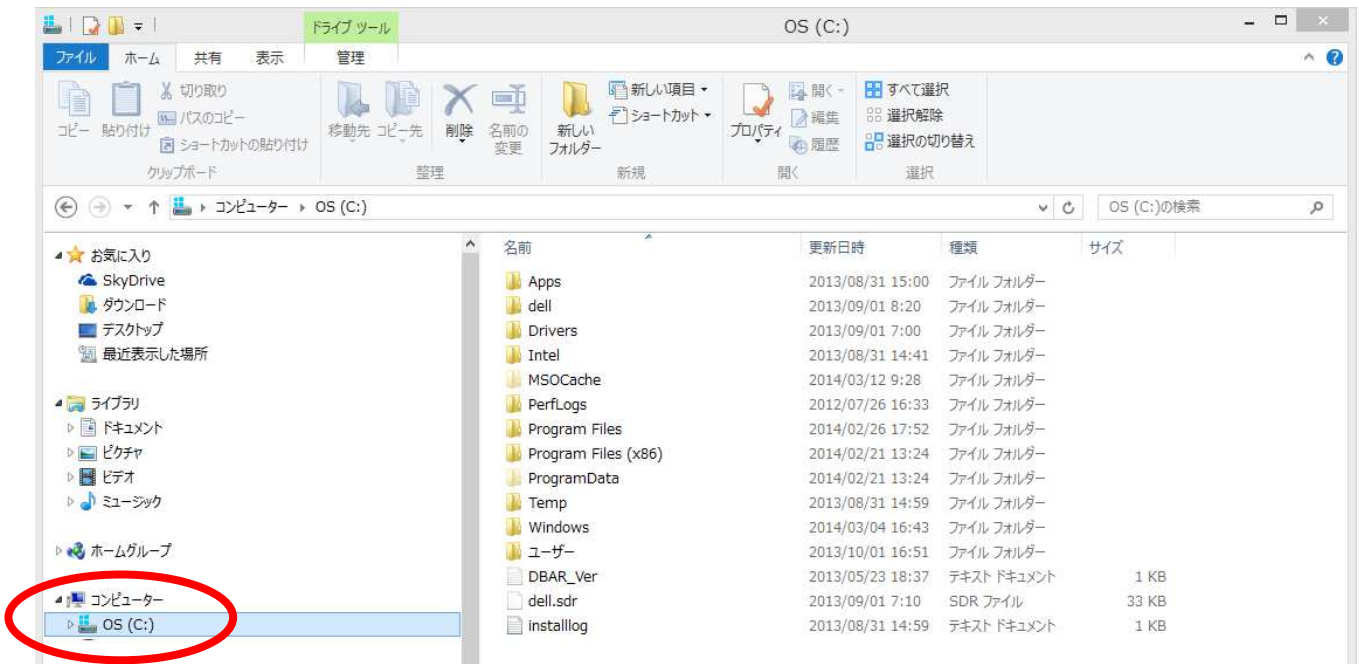 ドライブ ツール
OS (C:)
ファイル ホーム 共有 表示 管理
コピー
貼り付け
切り取り
パスのコピー
ショートカットの貼り付け
クリップボード
移動先
コピー先
削除
名前の
変更
整理
新しい
フォルダー
新しい項目
ショートカット
新規
プロパティ
開く
編集
履歴
開く
すべて選択
選択解除
選択の切り替え
選択
コンピューター OS (C:)
OS (C:)の検索
お気に入り
SkyDrive
ダウンロード
デスクトップ
最近表示した場所
ライブラリ
ドキュメント
ピクチャ
ビデオ
ミュージック
ホームグループ
コンピューター
OS (C:)
名前 更新日時 種類 サイズ
Apps 2013/08/31 15:00 ファイル フォルダー
dell 2013/09/01 8:20 ファイル フォルダー
Drivers 2013/09/01 7:00 ファイル フォルダー
Intel 2013/08/31 14:41 ファイル フォルダー
MSOCache 2014/03/12 9:28 ファイル フォルダー
PerfLogs 2012/07/26 16:33 ファイル フォルダー
Program Files 2014/02/26 17:52 ファイル フォルダー
Program Files (x86) 2014/02/21 13:24 ファイル フォルダー
ProgramData 2014/02/21 13:24 ファイル フォルダー
Temp 2013/08/31 14:59 ファイル フォルダー
Windows 2014/03/04 16:43 ファイル フォルダー
ユーザー 2013/10/01 16:51 ファイル フォルダー
DBAR_Ver 2013/05/23 18:37 テキスト ドキュメント 1 KB
dell.sdr 2013/09/01 7:10 SDR ファイル 33 KB
installlog 2013/08/31 14:59 テキスト ドキュメント 1 KB